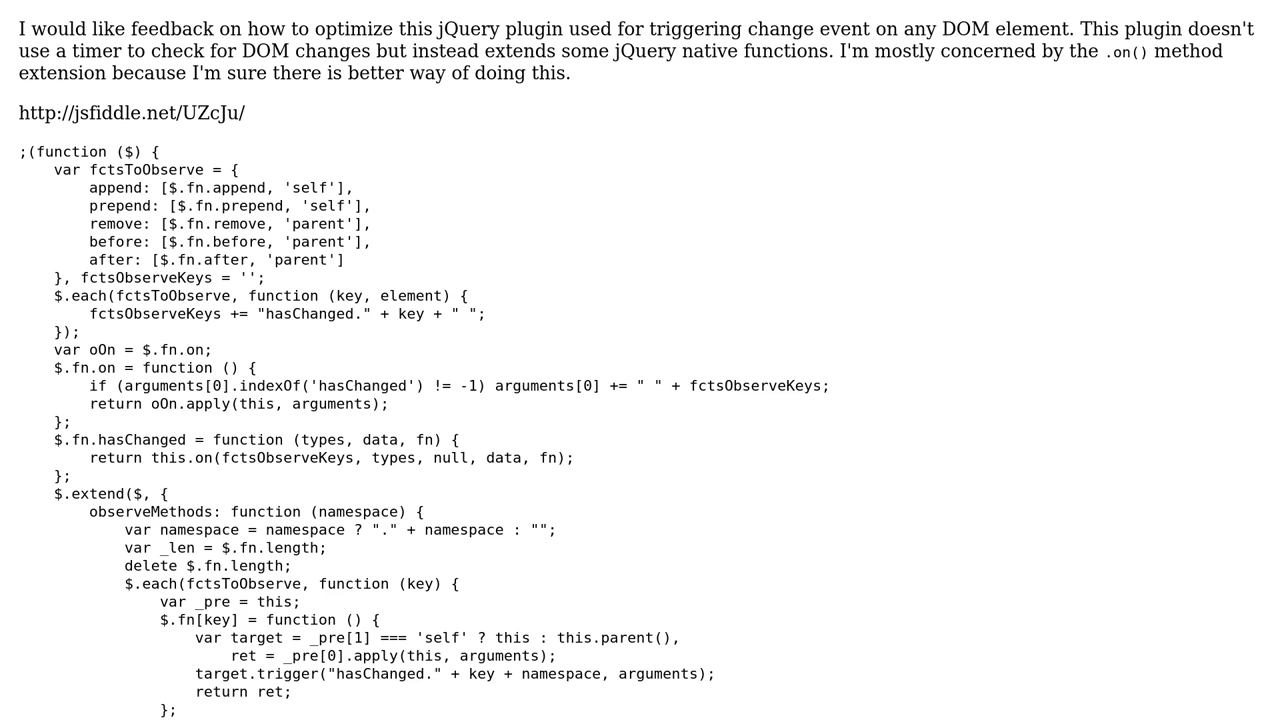 I would like feedback on how to optimize this jQuery plugin used for triggering change event on any DOM element. This plugin doesn't
use a timer to check for DOM changes but instead extends some jQuery native functions. I'm mostly concerned by the .on() method
extension because I'm sure there is better way of doing this.
http://jsfiddle.net/UZcJu/
;(function ($) {
    var fctsToObserve = {
        append: [$.fn.append, 'self'],
        prepend: [$.fn.prepend, 'self'],
        remove: [$.fn.remove, 'parent'],
        before: [$.fn.before, 'parent'],
        after: [$.fn.after, 'parent']
    }, fctsObserveKeys = '';
    $.each(fctsToObserve, function (key, element) {
        fctsObserveKeys += "hasChanged." + key + " ";
    });
    var oOn = $.fn.on;
    $.fn.on = function () {
        if (arguments[0].indexOf('hasChanged') != -1) arguments[0] += " " + fctsObserveKeys;
        return oOn.apply(this, arguments);
    };
    $.fn.hasChanged = function (types, data, fn) {
        return this.on(fctsObserveKeys, types, null, data, fn);
    };
    $.extend($, {
        observeMethods: function (namespace) {
            var namespace = namespace ? "." + namespace : "";
            var _len = $.fn.length;
            delete $.fn.length;
            $.each(fctsToObserve, function (key) {
                var _pre = this;
                $.fn[key] = function () {
                    var target = _pre[1] === 'self' ? this : this.parent(),
                        ret = _pre[0].apply(this, arguments);
                    target.trigger("hasChanged." + key + namespace, arguments);
                    return ret;
                };